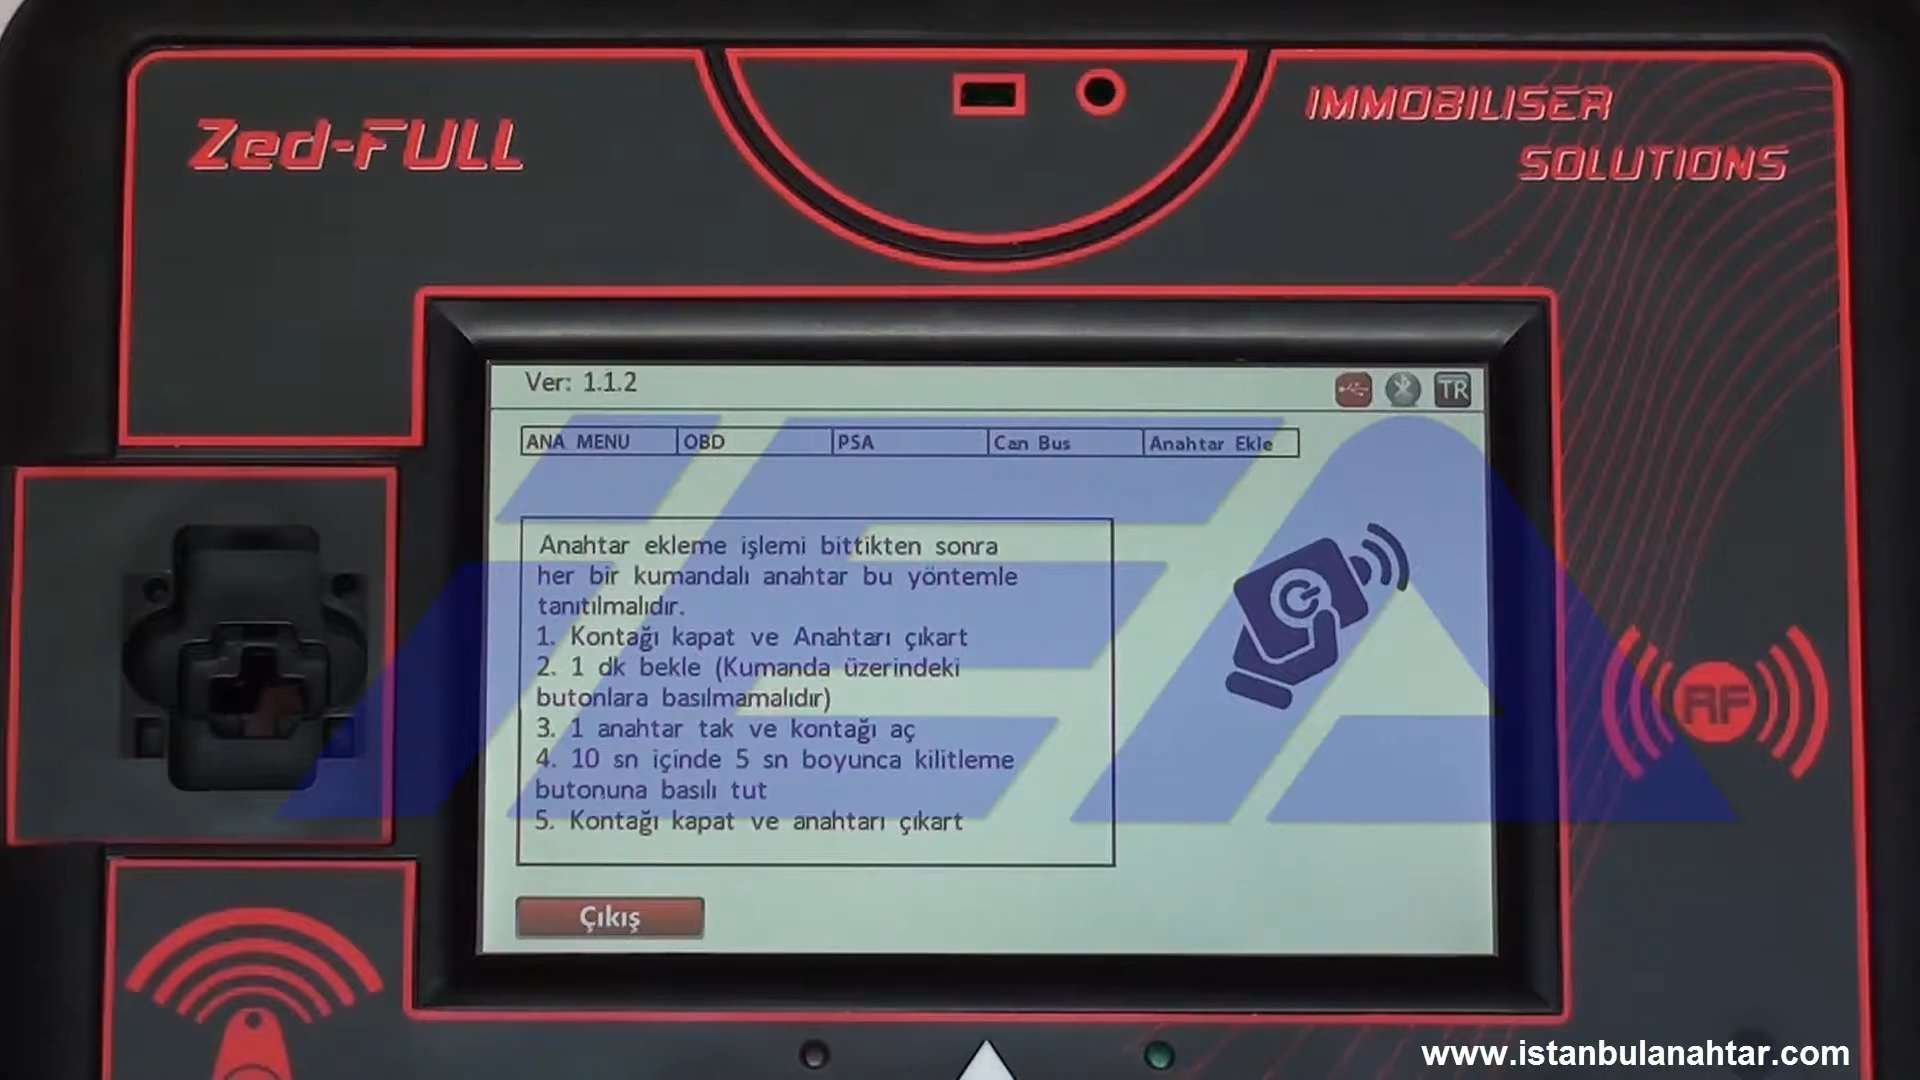 Zed-FULL
IMMOBILISER
SOLUTIONS
Ver: 1.1.2
TR
ANA MENU OBD PSA Can Bus Anahtar Ekle
Anahtar ekleme işlemi bittikten sonra
her bir kumandalı anahtar bu yöntemle
tanıtılmalıdır.
1. Kontağı kapat ve Anahtarı çıkart
2. 1 dk bekle (Kumanda üzerindeki
butonlara basılmamalıdır)
3. 1 anahtar tak ve kontağı aç
4. 10 sn içinde 5 sn boyunca kilitleme
butonuna basılı tut
5. Kontağı kapat ve anahtarı çıkart
Çıkış
RF
İEA
www.istanbulanahtar.com